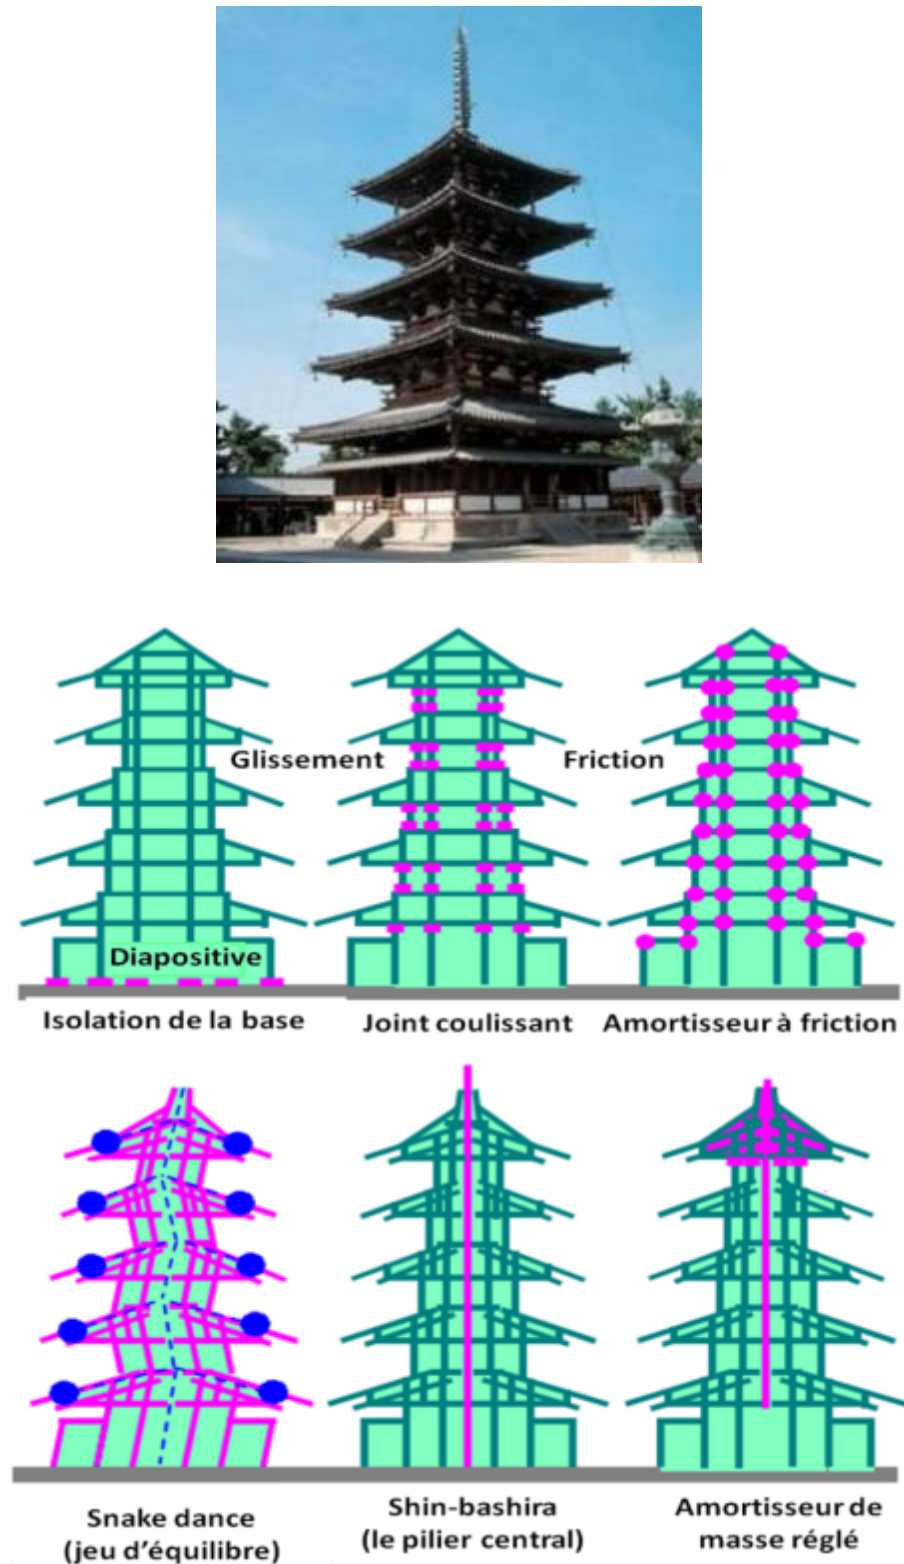 Glissement
Friction
Diapositive
Isolation de la base
Joint coulissant
Amortisseur à friction
Snake dance
(jeu d'équilibre)
Shin-bashira
(le pilier central)
Amortisseur de
masse réglé